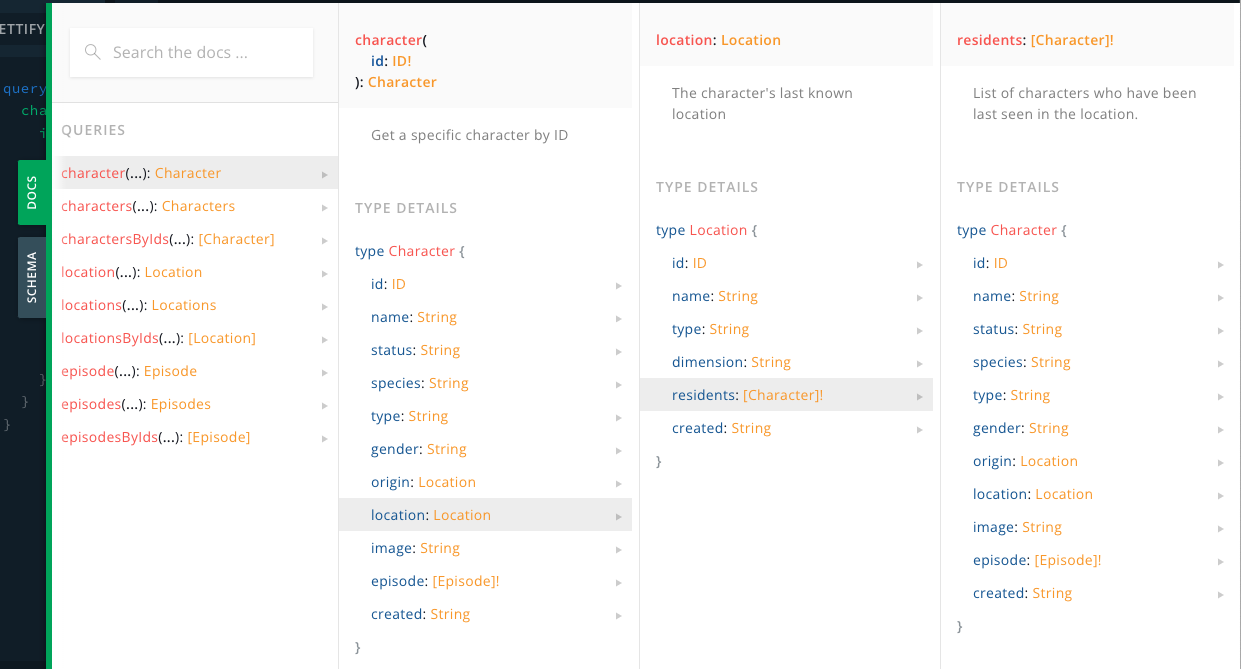 ETTIFY
query
cha
i
}
}
}
DOCS
SCHEMA
Search the docs ...
QUERIES
character(...): Character
characters(...): Characters
charactersByIds(...): [Character]
location(...): Location
locations(...): Locations
locationsByIds(...): [Location]
episode(...): Episode
episodes(...): Episodes
episodesByIds(...): [Episode]
character(
id: ID!
): Character
Get a specific character by ID
TYPE DETAILS
type Character {
id: ID
name: String
status: String
species: String
type: String
gender: String
origin: Location
location: Location
image: String
episode: [Episode]!
created: String
}
location: Location
The character's last known
location
TYPE DETAILS
type Location {
id: ID
name: String
type: String
dimension: String
residents: [Character]!
created: String
}
residents: [Character]!
List of characters who have been
last seen in the location.
TYPE DETAILS
type Character {
id: ID
name: String
status: String
species: String
type: String
gender: String
origin: Location
location: Location
image: String
episode: [Episode]!
created: String
}